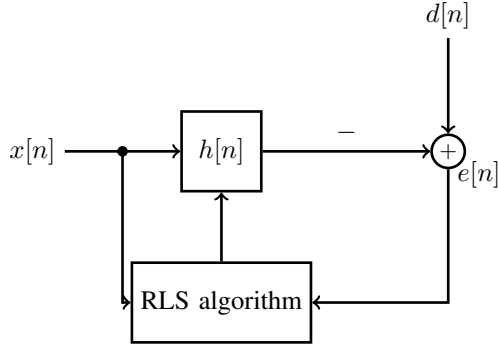 d[n]
x[n]
h[n]
−
+
e[n]
RLS algorithm